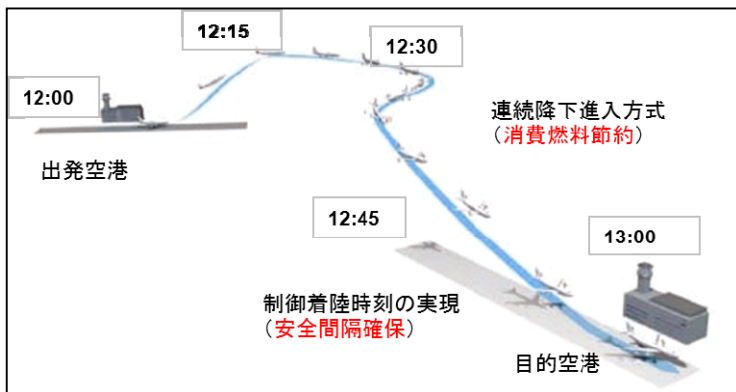 12:15
12:30
12:00
出発空港
連続降下進入方式
（消費燃料節約）
12:45
13:00
制御着陸時刻の実現
（安全間隔確保）
目的空港